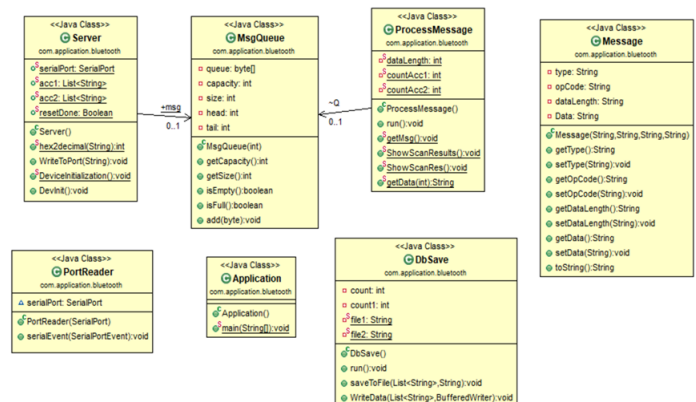 <<Java Class>>
Server
com.application.bluetooth
serialPort: SerialPort
acc1: List<String>
acc2: List<String>
resetDone: Boolean
Server()
hex2decimal(String):int
WriteToPort(String):void
DeviceInitialization():void
DevInit():void
+msg
0..1
<<Java Class>>
MsgQueue
com.application.bluetooth
queue: byte[]
capacity: int
size: int
head: int
tail: int
MsgQueue(int)
getCapacity():int
getSize():int
isEmpty():boolean
isFull():boolean
add(byte):void
~Q
0..1
<<Java Class>>
ProcessMessage
com.application.bluetooth
dataLength: int
countAcc1: int
countAcc2: int
ProcessMessage()
run():void
getMsg():void
ShowScanResults():void
ShowScanRes():void
getData(int):String
<<Java Class>>
Message
com.application.bluetooth
type: String
opCode: String
dataLength: String
Data: String
Message(String,String,String,String)
getType():String
setType(String):void
getOpCode():String
setOpCode(String):void
getDataLength():String
setDataLength(String):void
getData():String
setData(String):void
toString():String
<<Java Class>>
PortReader
com.application.bluetooth
serialPort: SerialPort
PortReader(SerialPort)
serialEvent(SerialPortEvent):void
<<Java Class>>
Application
com.application.bluetooth
Application()
main(String[]):void
<<Java Class>>
DbSave
com.application.bluetooth
count: int
count1: int
file1: String
file2: String
DbSave()
run():void
saveToFile(List<String>,String):void
WriteData(List<String>,BufferedWriter):void